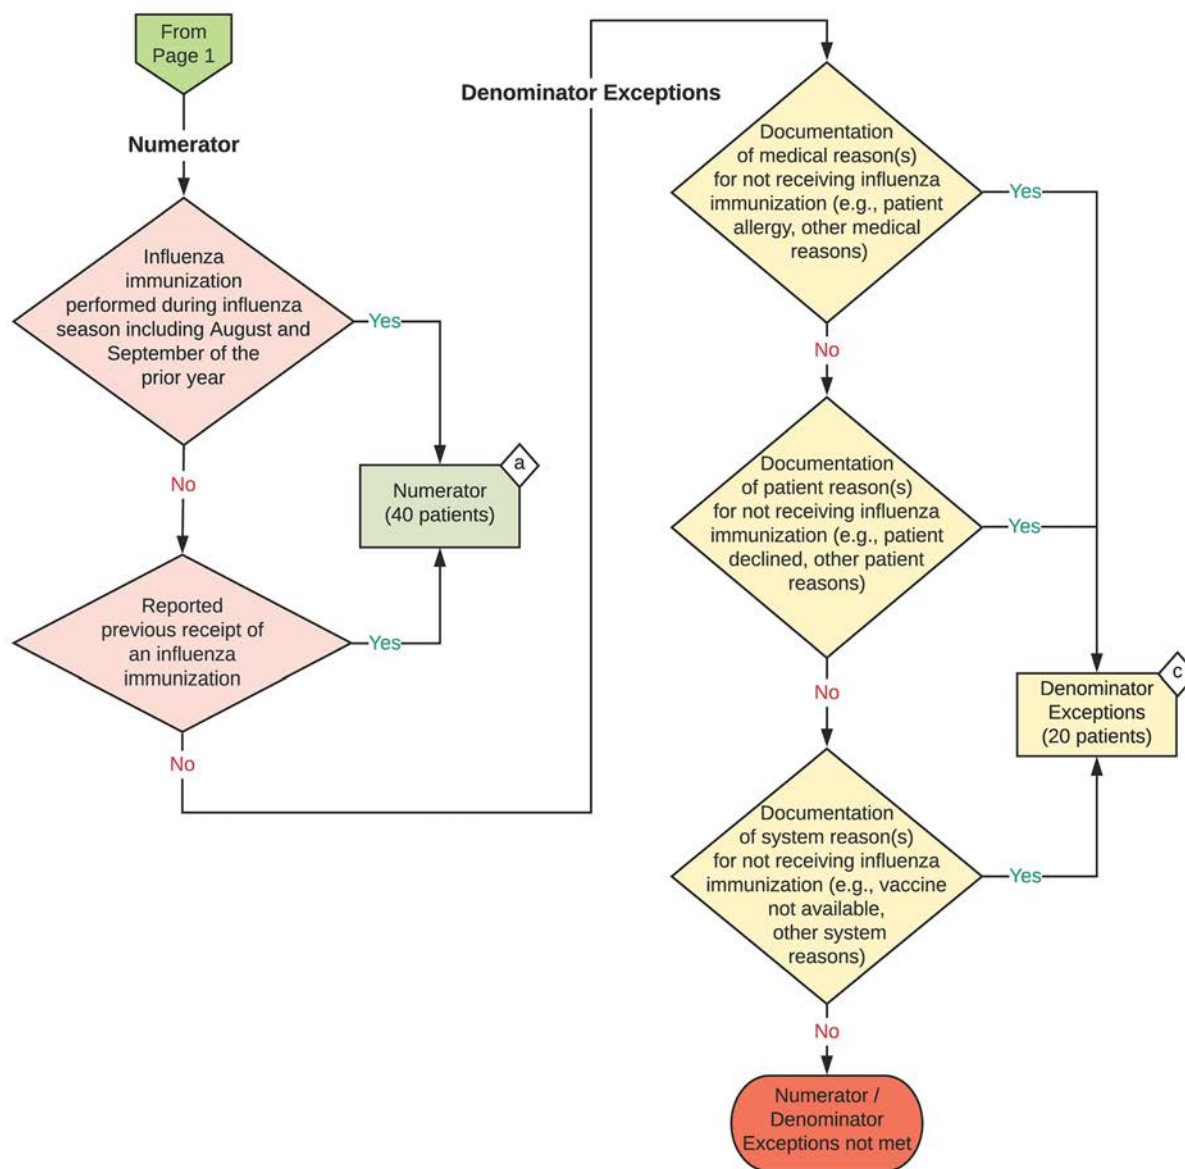 From
Page 1
Numerator
Influenza
immunization
performed during influenza
season including August and
September of the
prior year
Yes
No
a
Numerator
(40 patients)
Reported
previous receipt of
an influenza
immunization
Yes
No
Denominator Exceptions
Documentation
of medical reason(s)
for not receiving influenza
immunization (e.g., patient
allergy, other medical
reasons)
Yes
No
Documentation
of patient reason(s)
for not receiving influenza
immunization (e.g., patient
declined, other patient
reasons)
Yes
No
c
Denominator
Exceptions
(20 patients)
Documentation
of system reason(s)
for not receiving influenza
immunization (e.g., vaccine
not available,
other system
reasons)
Yes
No
Numerator /
Denominator
Exceptions not met